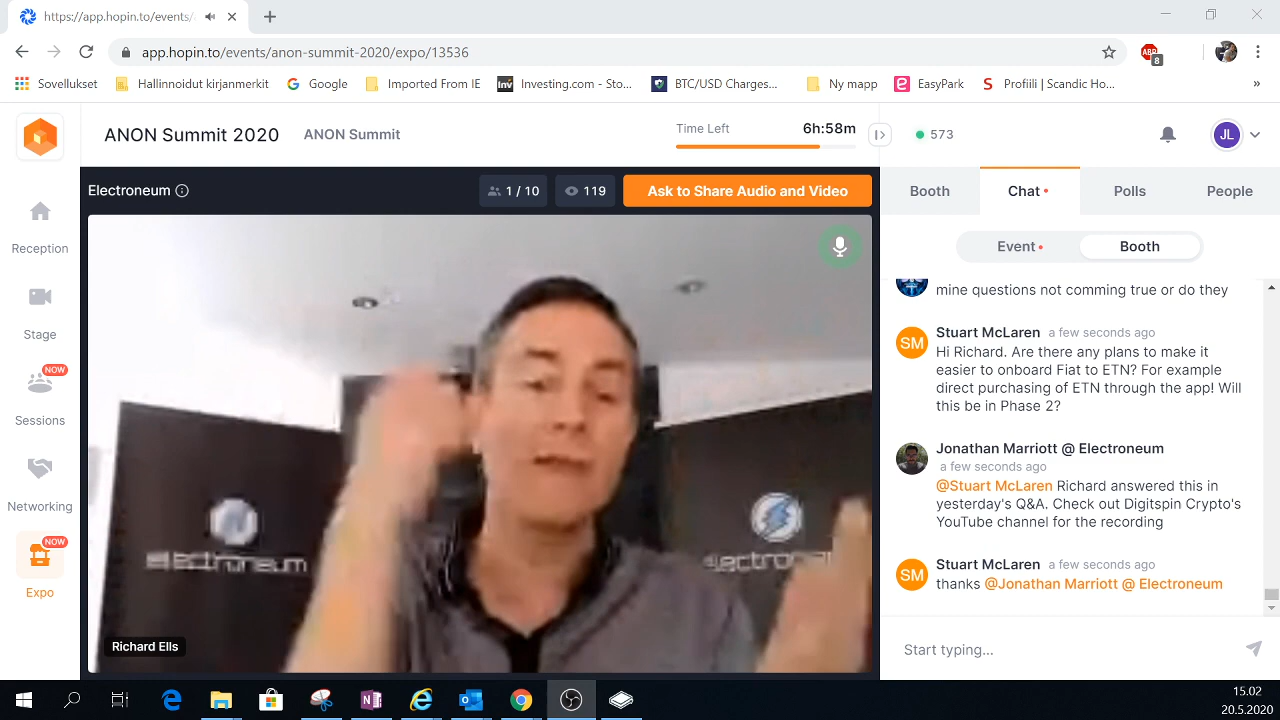 https://app.hopin.to/events/
app.hopin.to/events/anon-summit-2020/expo/13536
ABP
8
Sovellukset
Hallinnoidut kirjanmerkit
Google
Imported From IE
Inv
Investing.com - Sto...
BTC/USD Charges...
Ny mapp
EasyPark
S
Profiili | Scandic Ho...
»
ANON Summit 2020
ANON Summit
Time Left
6h:58m
573
JL
Reception
Stage
NOW
Sessions
Networking
NOW
Expo
Electroneum
1 / 10
119
Ask to Share Audio and Video
electroneum
Richard Ells
Booth
Chat
Polls
People
Event
Booth
mine questions not comming true or do they
SM
Stuart McLaren a few seconds ago
Hi Richard. Are there any plans to make it
easier to onboard Fiat to ETN? For example
direct purchasing of ETN through the app! Will
this be in Phase 2?
Jonathan Marriott @ Electroneum
a few seconds ago
@Stuart McLaren Richard answered this in
yesterday's Q&A. Check out Digitspin Crypto's
YouTube channel for the recording
SM
Stuart McLaren a few seconds ago
thanks @Jonathan Marriott @ Electroneum
Start typing...
15.02
20.5.2020